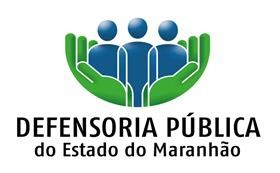 DEFENSORIA PÚBLICA
do Estado do Maranhão